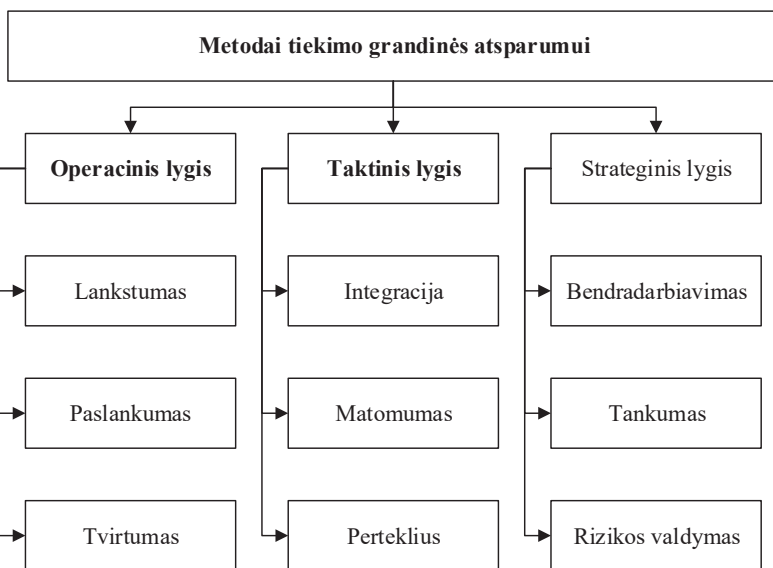 Metodai tiekimo grandinės atsparumui
Operacinis lygis
Taktinis lygis
Strateginis lygis
Lankstumas
Integracija
Bendradarbiavimas
Paslankumas
Matomumas
Tankumas
Tvirtumas
Perteklius
Rizikos valdymas